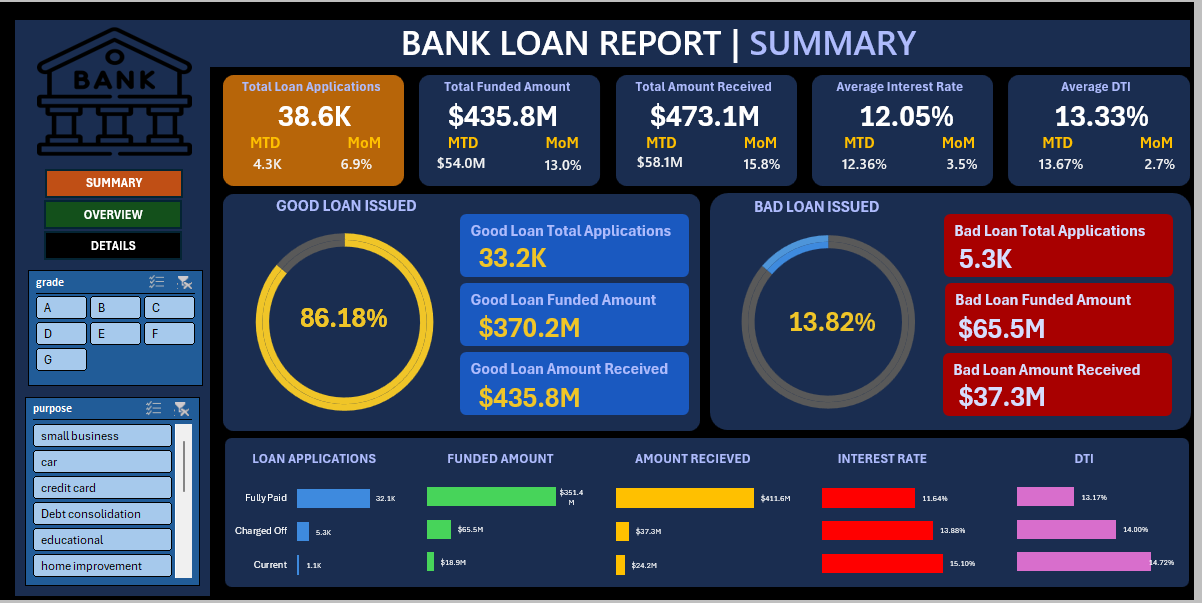 BANK LOAN REPORT | SUMMARY
BANK
SUMMARY
OVERVIEW
DETAILS
grade
A B C
D E F
G
purpose
small business
car
credit card
Debt consolidation
educational
home improvement
Total Loan Applications
38.6K
MTD MoM
4.3K 6.9%
Total Funded Amount
$435.8M
MTD MoM
$54.0M 13.0%
Total Amount Received
$473.1M
MTD MoM
$58.1M 15.8%
Average Interest Rate
12.05%
MTD MoM
12.36% 3.5%
Average DTI
13.33%
MTD MoM
13.67% 2.7%
GOOD LOAN ISSUED
86.18%
Good Loan Total Applications
33.2K
Good Loan Funded Amount
$370.2M
Good Loan Amount Received
$435.8M
BAD LOAN ISSUED
13.82%
Bad Loan Total Applications
5.3K
Bad Loan Funded Amount
$65.5M
Bad Loan Amount Received
$37.3M
LOAN APPLICATIONS
Fully Paid 32.1K
Charged Off 5.3K
Current 1.1K
FUNDED AMOUNT
$351.4
M
$65.5M
$18.9M
AMOUNT RECIEVED
$411.6M
$37.3M
$24.2M
INTEREST RATE
11.64%
13.88%
15.10%
DTI
13.17%
14.00%
14.72%